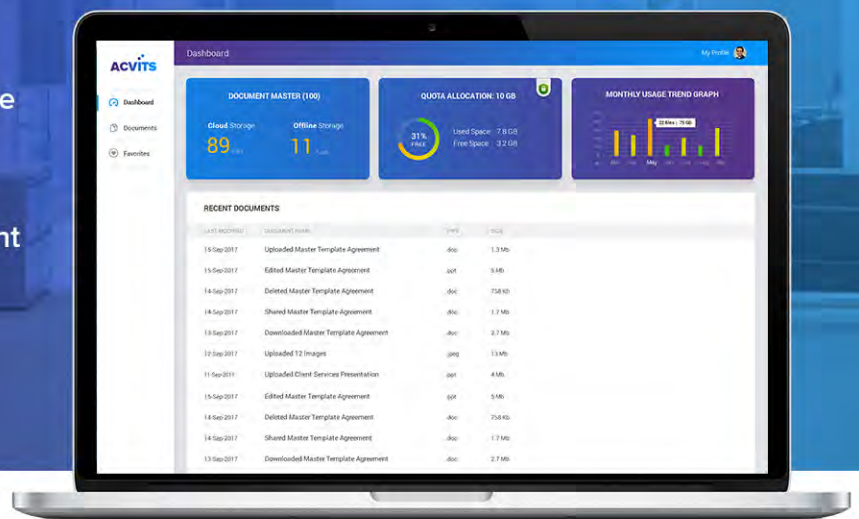 e
nt
ACVITS
Dashboard
My Profile
Dashboard
Documents
Favorites
DOCUMENT MASTER (100)
Cloud Storage
Offline Storage
89
11
QUOTA ALLOCATION: 10 GB
31%
FREE
Used Space 7.8 GB
Free Space 3.2 GB
MONTHLY USAGE TREND GRAPH
May
RECENT DOCUMENTS
LAST MODIFIED DOCUMENT NAME TYPE SIZE
15-Sep-2017 Uploaded Master Template Agreement .doc 1.3 Mb
15-Sep-2017 Edited Master Template Agreement .ppt 5 Mb
14-Sep-2017 Deleted Master Template Agreement .doc 758 Kb
14-Sep-2017 Shared Master Template Agreement .doc 1.7 Mb
13-Sep-2017 Downloaded Master Template Agreement .doc 2.7 Mb
12-Sep-2017 Uploaded 12 Images .jpeg 13 Mb
11-Sep-2017 Uploaded Client Services Presentation .ppt 4 Mb
15-Sep-2017 Edited Master Template Agreement .ppt 5 Mb
14-Sep-2017 Deleted Master Template Agreement .doc 758 Kb
14-Sep-2017 Shared Master Template Agreement .doc 1.7 Mb
13-Sep-2017 Downloaded Master Template Agreement .doc 2.7 Mb